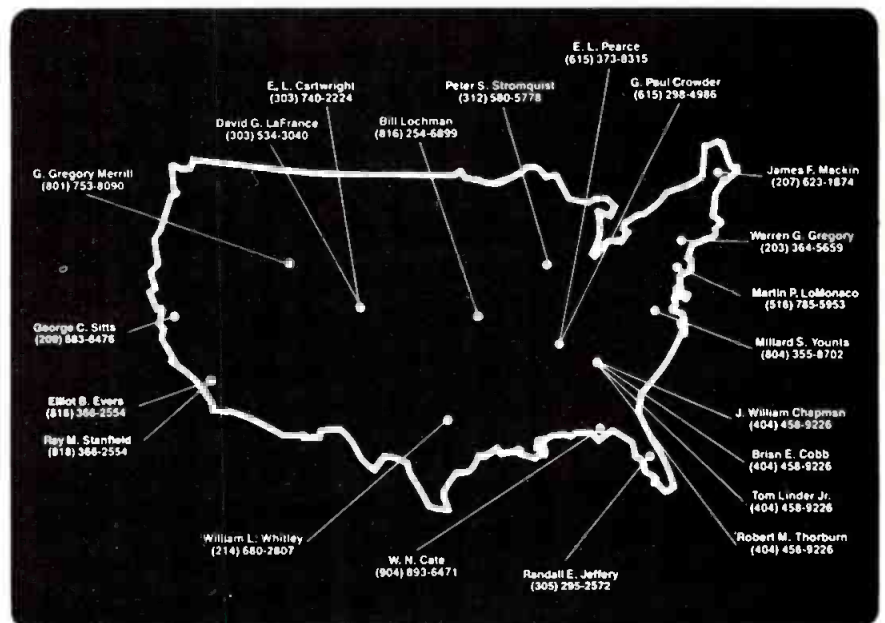 E. L. Pearce
(615) 373-8315
G. Paul Crowder
(615) 298-4986
E. L. Cartwright
(303) 740-2224
Peter S. Stromquist
(312) 580-5778
David G. LaFrance
(303) 534-3040
Bill Lochman
(816) 254-6899
G. Gregory Merrill
(801) 753-8090
James F. Mackin
(207) 623-1874
Warren G. Gregory
(203) 364-5659
Martin P. LoMonaco
(516) 785-5953
George C. Sitts
(209) 683-6476
Millard S. Younts
(804) 355-8702
Elliot B. Evers
(818) 366-2554
Ray M. Stanfield
(818) 366-2554
J. William Chapman
(404) 458-9226
Brian E. Cobb
(404) 458-9226
Tom Linder Jr.
(404) 458-9226
Robert M. Thorburn
(404) 458-9226
William L. Whitley
(214) 680-2807
W. N. Cate
(904) 893-6471
Randall E. Jeffery
(305) 295-2572